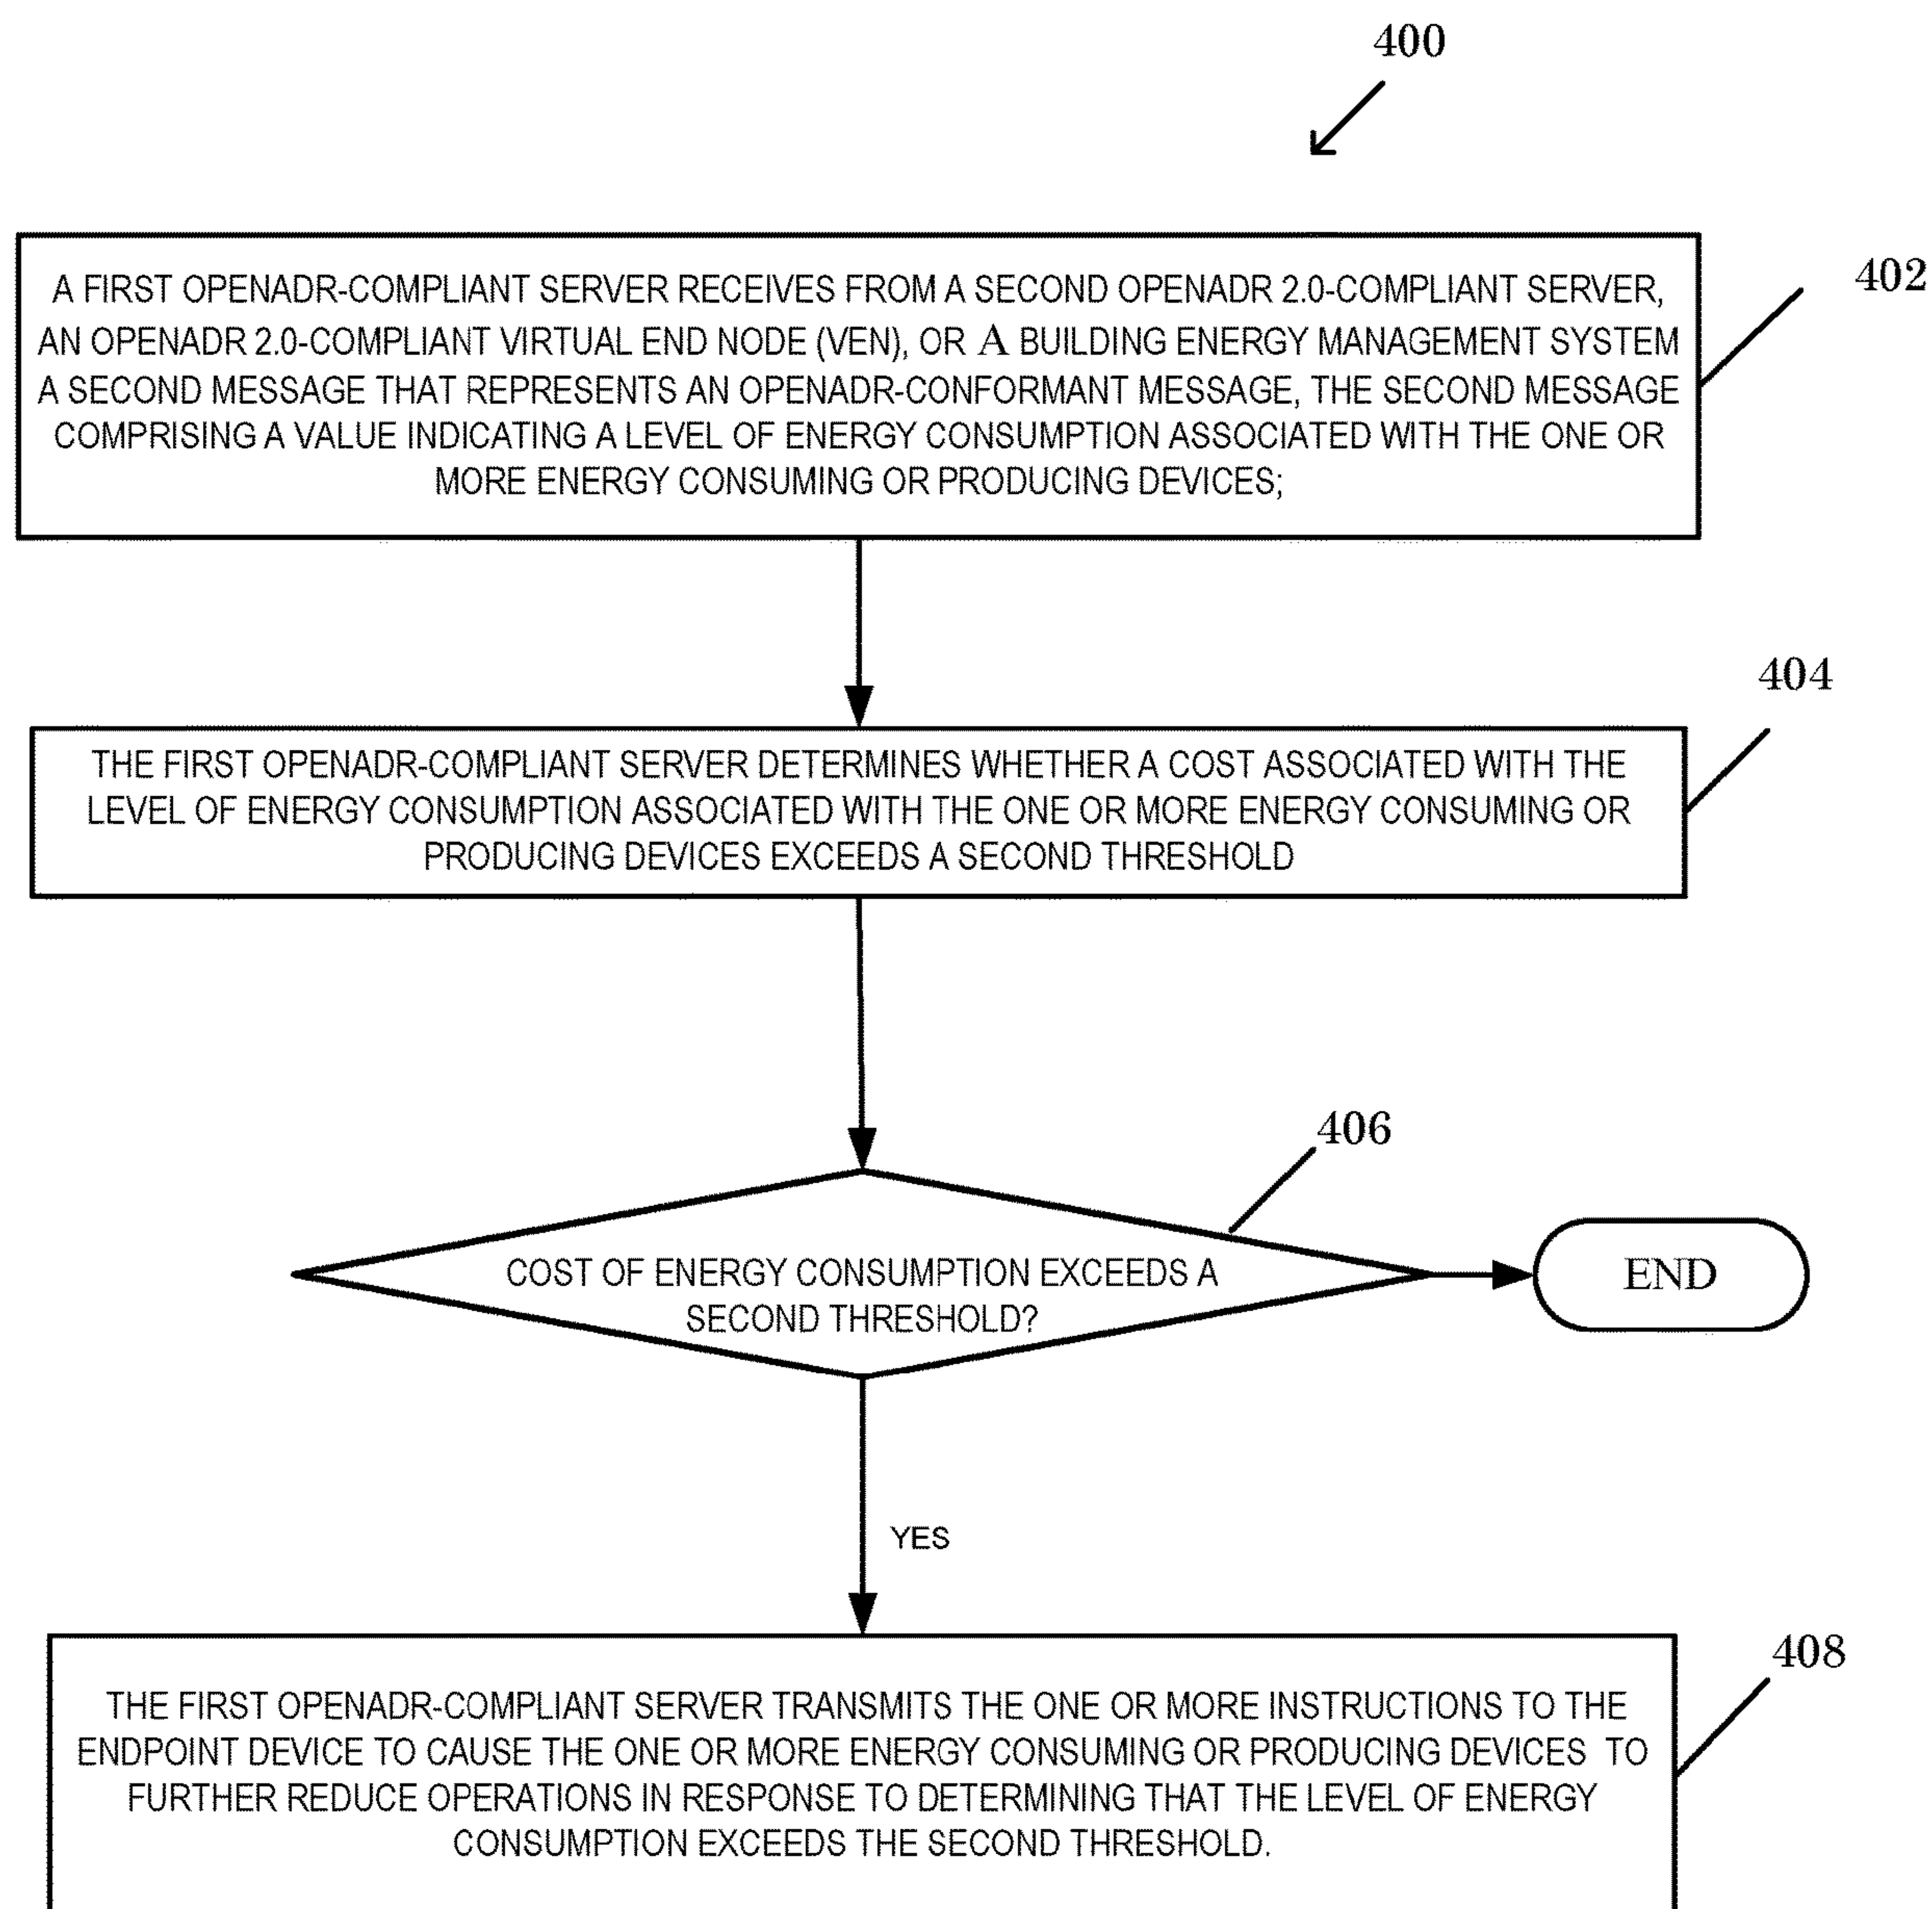 400
402
A FIRST OPENADR-COMPLIANT SERVER RECEIVES FROM A SECOND OPENADR 2.0-COMPLIANT SERVER,
AN OPENADR 2.0-COMPLIANT VIRTUAL END NODE (VEN), OR A BUILDING ENERGY MANAGEMENT SYSTEM
A SECOND MESSAGE THAT REPRESENTS AN OPENADR-CONFORMANT MESSAGE, THE SECOND MESSAGE
COMPRISING A VALUE INDICATING A LEVEL OF ENERGY CONSUMPTION ASSOCIATED WITH THE ONE OR
MORE ENERGY CONSUMING OR PRODUCING DEVICES;
404
THE FIRST OPENADR-COMPLIANT SERVER DETERMINES WHETHER A COST ASSOCIATED WITH THE
LEVEL OF ENERGY CONSUMPTION ASSOCIATED WITH THE ONE OR MORE ENERGY CONSUMING OR
PRODUCING DEVICES EXCEEDS A SECOND THRESHOLD
406
COST OF ENERGY CONSUMPTION EXCEEDS A
SECOND THRESHOLD?
END
YES
408
THE FIRST OPENADR-COMPLIANT SERVER TRANSMITS THE ONE OR MORE INSTRUCTIONS TO THE
ENDPOINT DEVICE TO CAUSE THE ONE OR MORE ENERGY CONSUMING OR PRODUCING DEVICES TO
FURTHER REDUCE OPERATIONS IN RESPONSE TO DETERMINING THAT THE LEVEL OF ENERGY
CONSUMPTION EXCEEDS THE SECOND THRESHOLD.